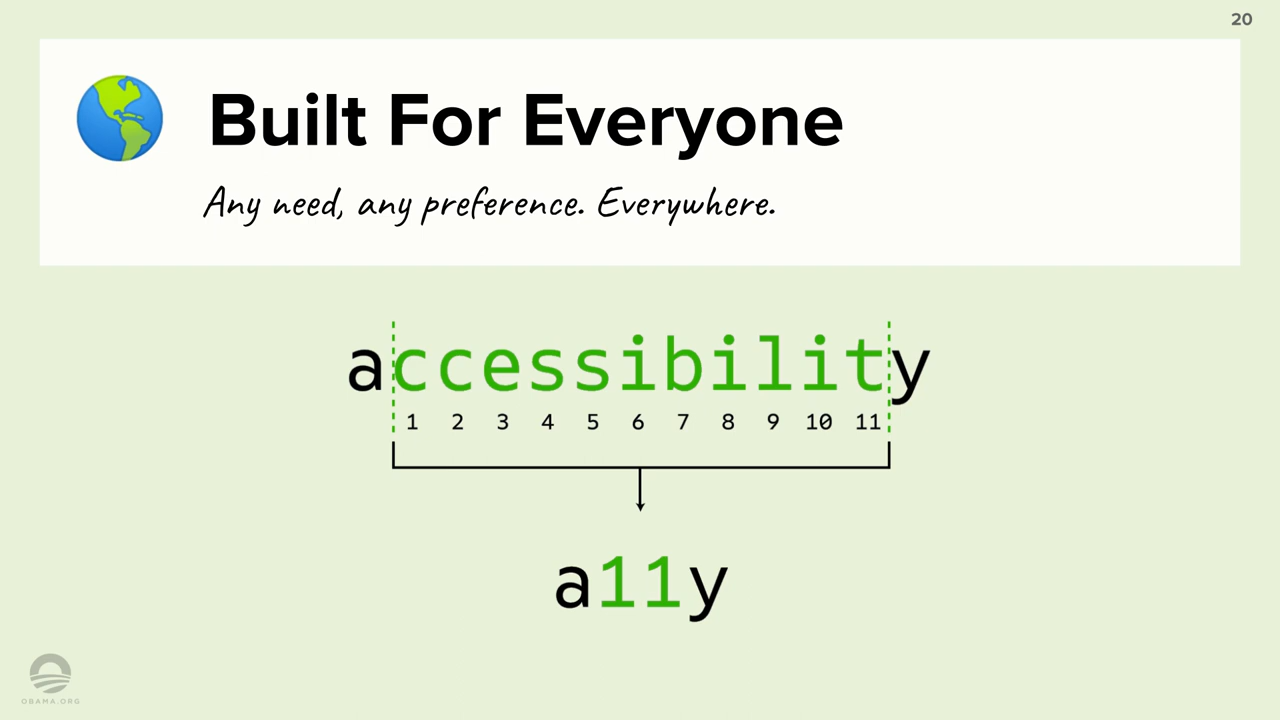 20
Built For Everyone
Any need, any preference. Everywhere.
accessibility
1 2 3 4 5 6 7 8 9 10 11
a11y
OBAMA.ORG